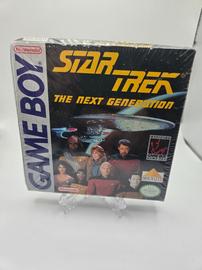 Nintendo
GAME BOY
STAR TREK
THE NEXT GENERATION